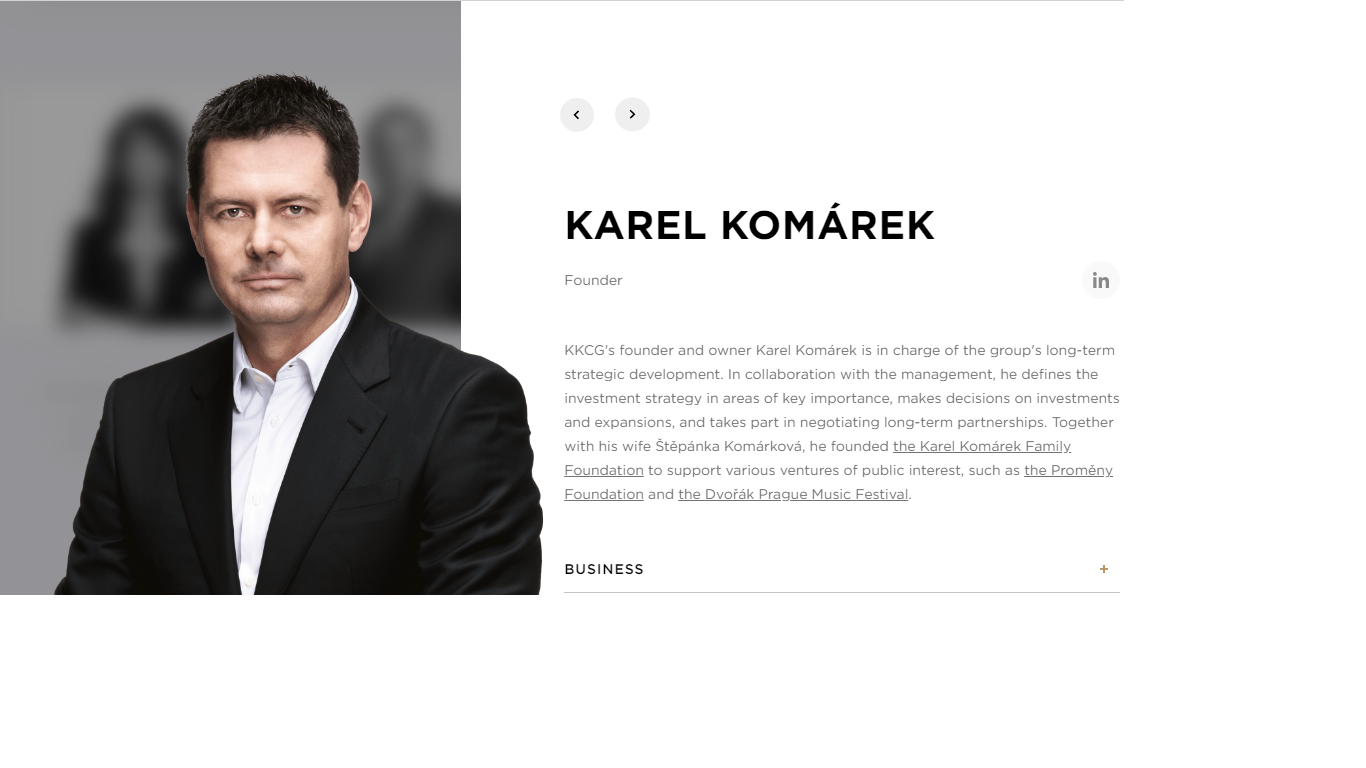 KAREL KOMÁREK
Founder
in
KKCG's founder and owner Karel Komárek is in charge of the group's long-term
strategic development. In collaboration with the management, he defines the
investment strategy in areas of key importance, makes decisions on investments
and expansions, and takes part in negotiating long-term partnerships. Together
with his wife Štěpánka Komárková, he founded the Karel Komárek Family
Foundation to support various ventures of public interest, such as the Proměny
Foundation and the Dvořák Prague Music Festival.
BUSINESS +